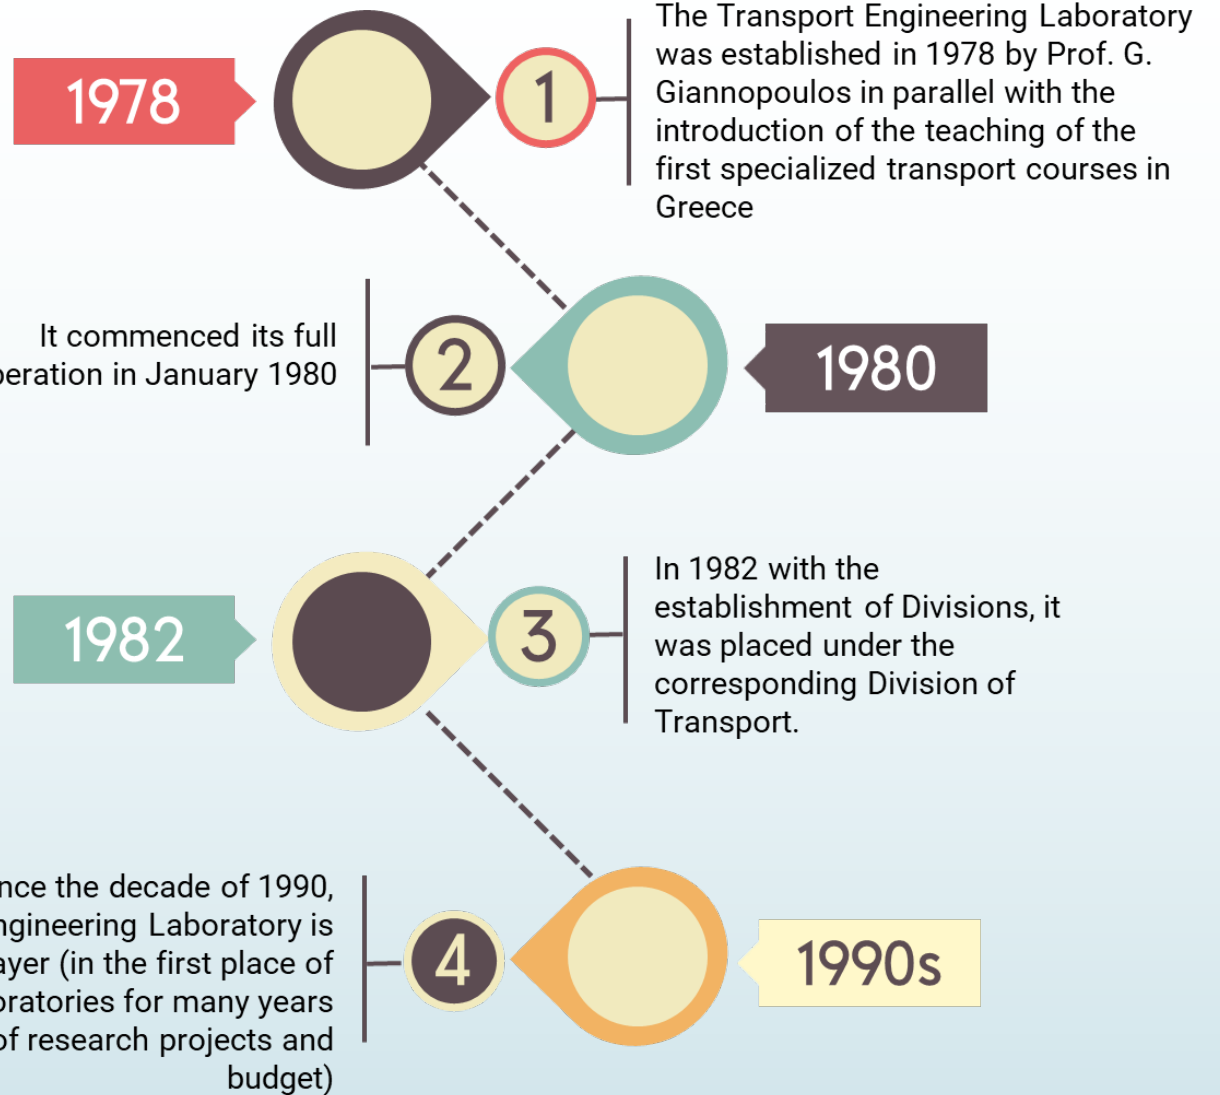 1978
1
The Transport Engineering Laboratory
was established in 1978 by Prof. G.
Giannopoulos in parallel with the
introduction of the teaching of the
first specialized transport courses in
Greece
It commenced its full
in January 1980
2
1980
1982
3
In 1982 with the
establishment of Divisions, it
was placed under the
corresponding Division of
Transport.
the decade of 1990,
Laboratory is
(in the first place of
for many years
of research projects and
budget)
4
1990s